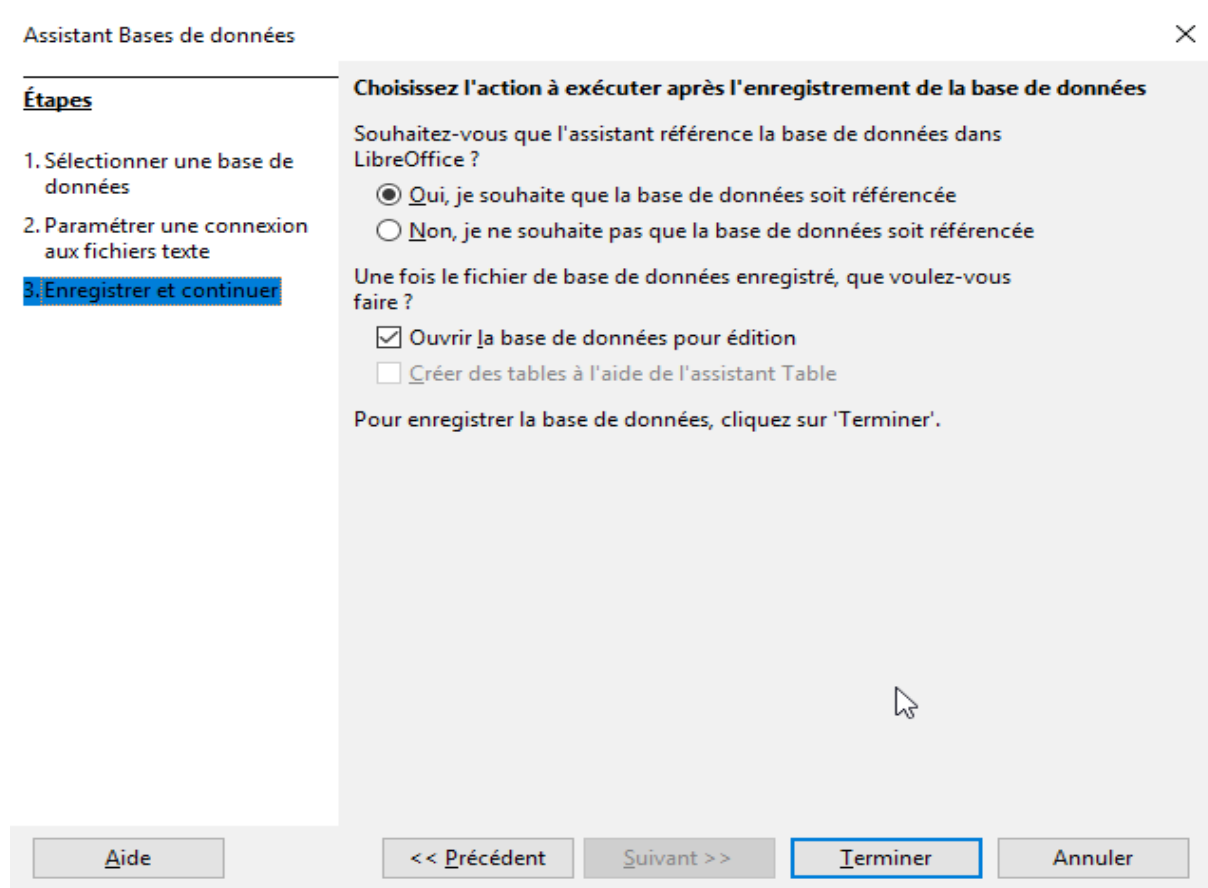 Assistant Bases de données
Étapes
1. Sélectionner une base de
données
2. Paramétrer une connexion
aux fichiers texte
3. Enregistrer et continuer
Choisissez l'action à exécuter après l'enregistrement de la base de données
Souhaitez-vous que l'assistant référence la base de données dans
LibreOffice ?
Oui, je souhaite que la base de données soit référencée
Non, je ne souhaite pas que la base de données soit référencée
Une fois le fichier de base de données enregistré, que voulez-vous
faire ?
Ouvrir la base de données pour édition
Créer des tables à l'aide de l'assistant Table
Pour enregistrer la base de données, cliquez sur 'Terminer'.
Aide
<< Précédent
Suivant >>
Terminer
Annuler